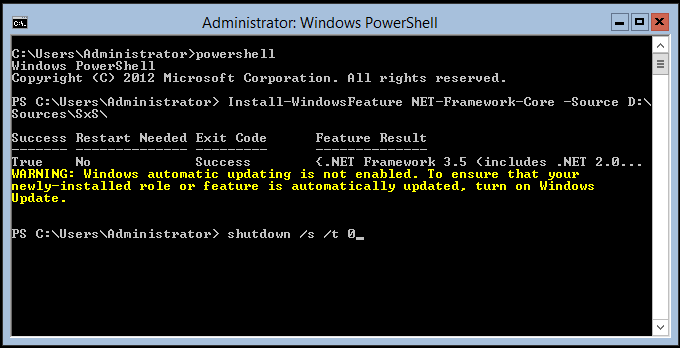 Administrator: Windows PowerShell
C:\Users\Administrator>powershell
Windows PowerShell
Copyright (C) 2012 Microsoft Corporation. All rights reserved.
PS C:\Users\Administrator> Install-WindowsFeature NET-Framework-Core -Source D:\
Sources\SxS\
Success Restart Needed Exit Code      Feature Result
------- -------------- ---------      --------------
True    No             Success        {.NET Framework 3.5 (includes .NET 2.0...
WARNING: Windows automatic updating is not enabled. To ensure that your
newly-installed role or feature is automatically updated, turn on Windows
Update.
PS C:\Users\Administrator> shutdown /s /t 0_